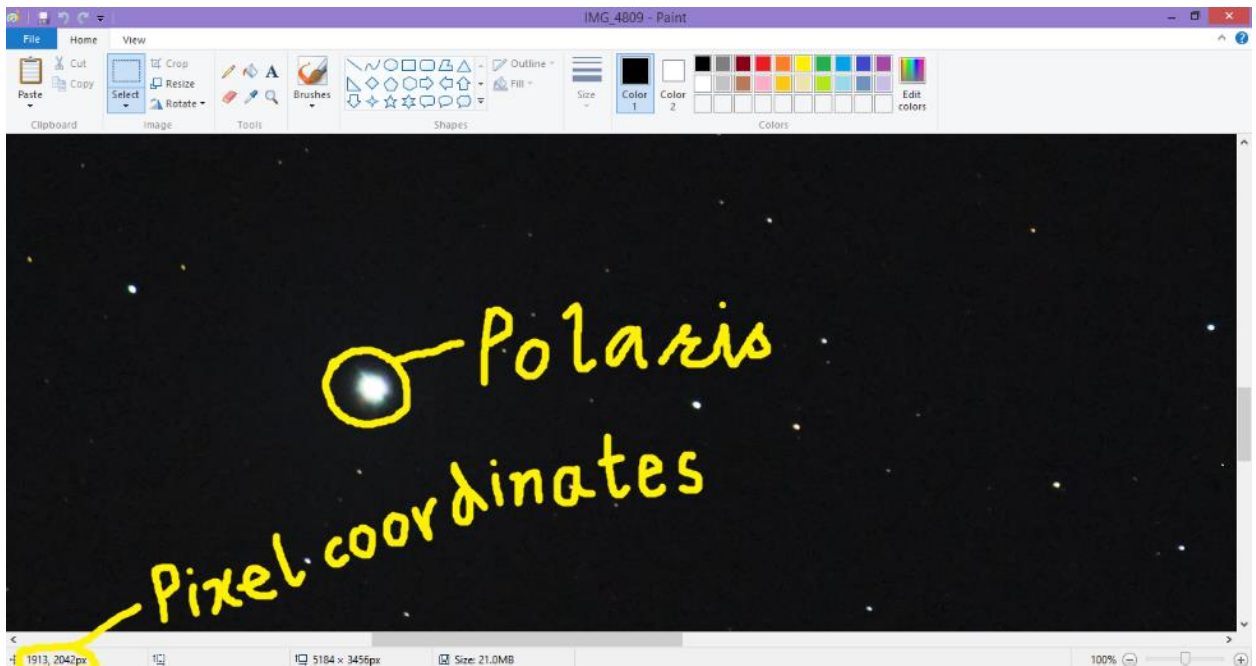 IMG_4809 - Paint
File Home View
Paste
Cut
Copy
Clipboard
Select
Crop
Resize
Rotate
Image
A
Tools
Brushes
Outline
Fill
Shapes
Size
Color 1
Color 2
Edit colors
Colors
Polaris
Pixel coordinates
1913, 2042px
5184 × 3456px
Size: 21.0MB
100%